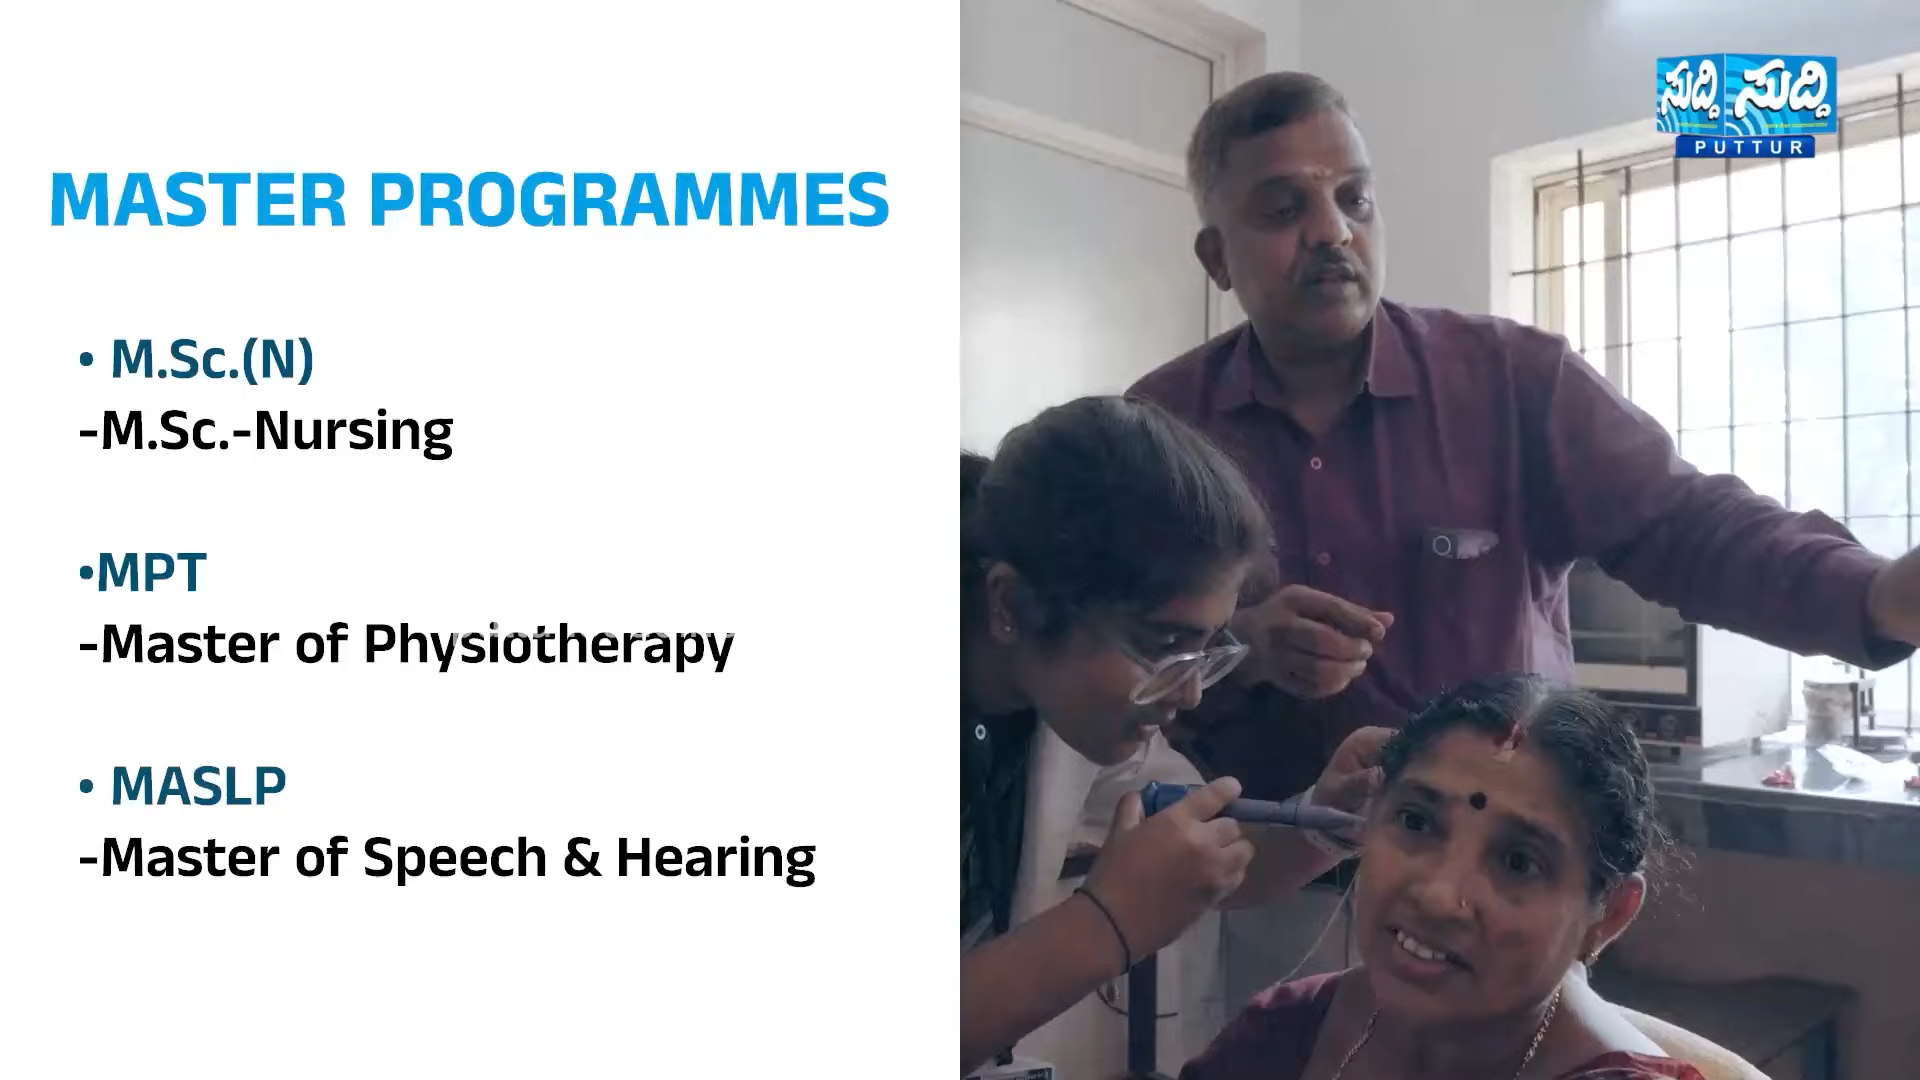 MASTER PROGRAMMES
• M.Sc.(N)
-M.Sc.-Nursing
•MPT
-Master of Physiotherapy
• MASLP
-Master of Speech & Hearing
ಸುದ್ದಿ ಸುದ್ದಿ
PUTTUR